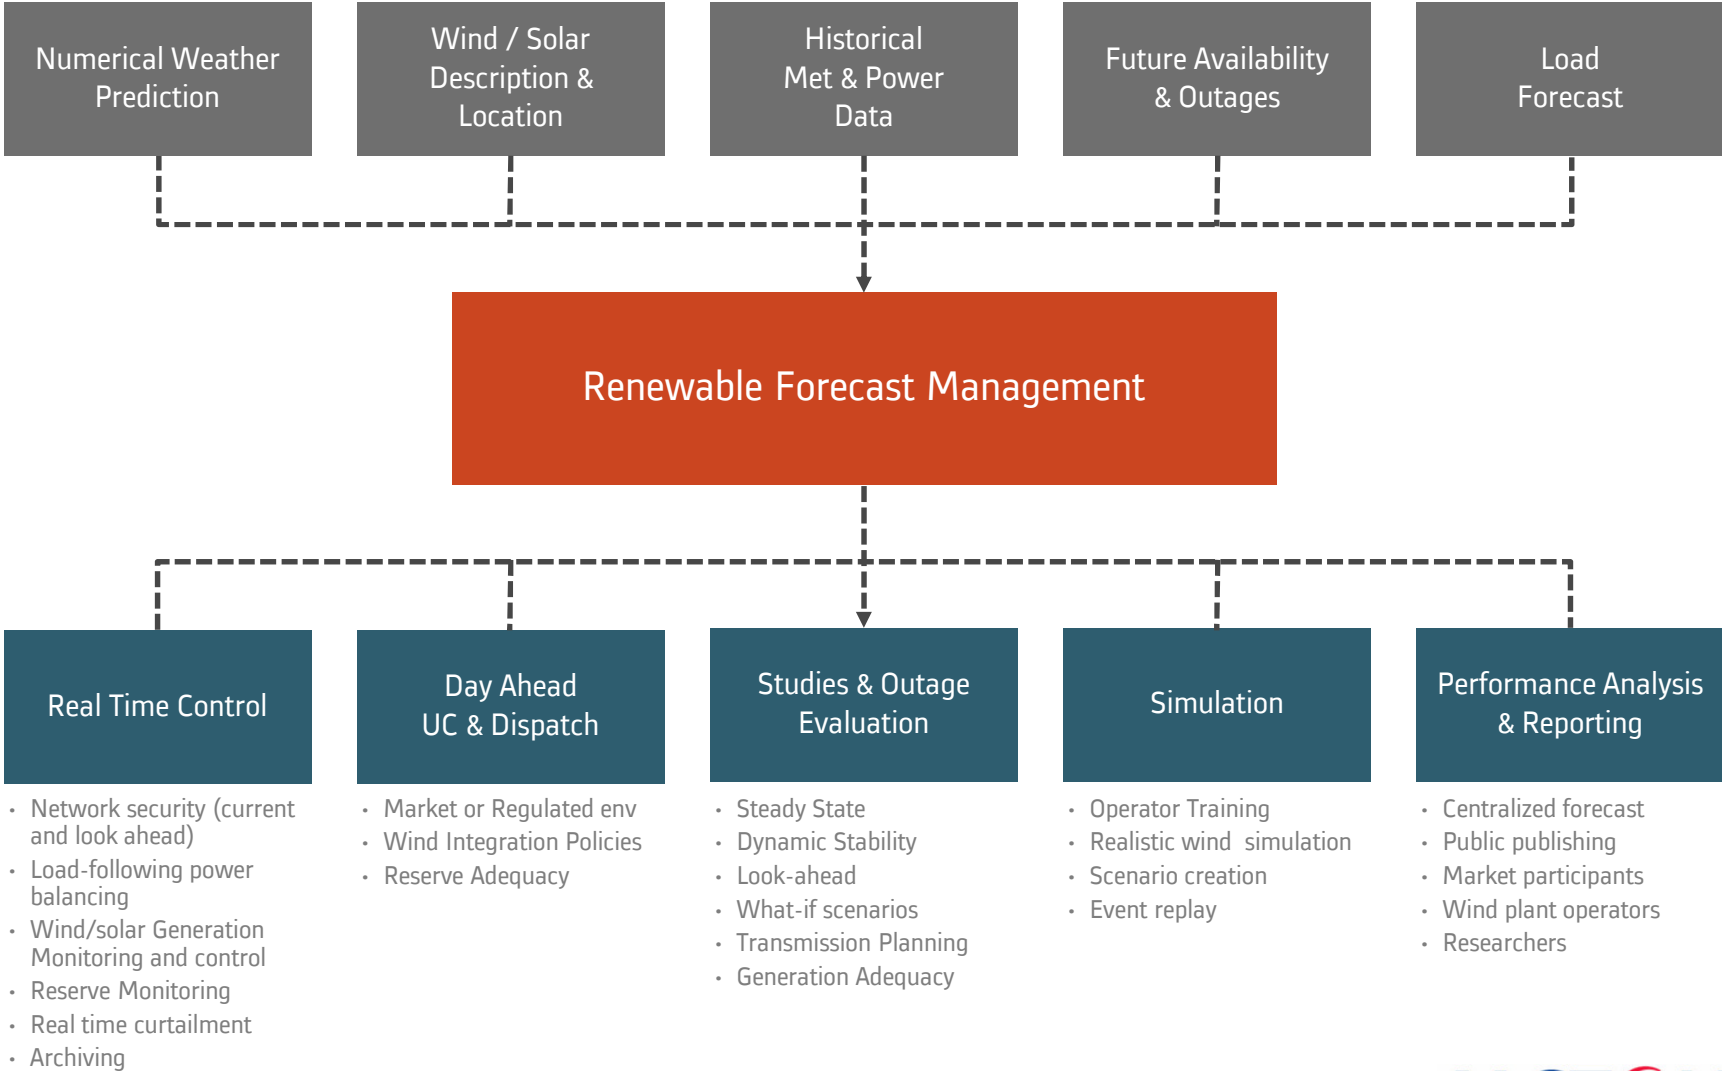 Numerical Weather
Prediction
Wind / Solar
Description &
Location
Historical
Met & Power
Data
Future Availability
& Outages
Load
Forecast
Renewable Forecast Management
Real Time Control
Day Ahead
UC & Dispatch
Studies & Outage
Evaluation
Simulation
Performance Analysis
& Reporting
• Network security (current
and look ahead)
• Load-following power
balancing
• Wind/solar Generation
Monitoring and control
• Reserve Monitoring
• Real time curtailment
• Archiving
• Market or Regulated env
• Wind Integration Policies
• Reserve Adequacy
• Steady State
• Dynamic Stability
• Look-ahead
• What-if scenarios
• Transmission Planning
• Generation Adequacy
• Operator Training
• Realistic wind  simulation
• Scenario creation
• Event replay
• Centralized forecast
• Public publishing
• Market participants
• Wind plant operators
• Researchers